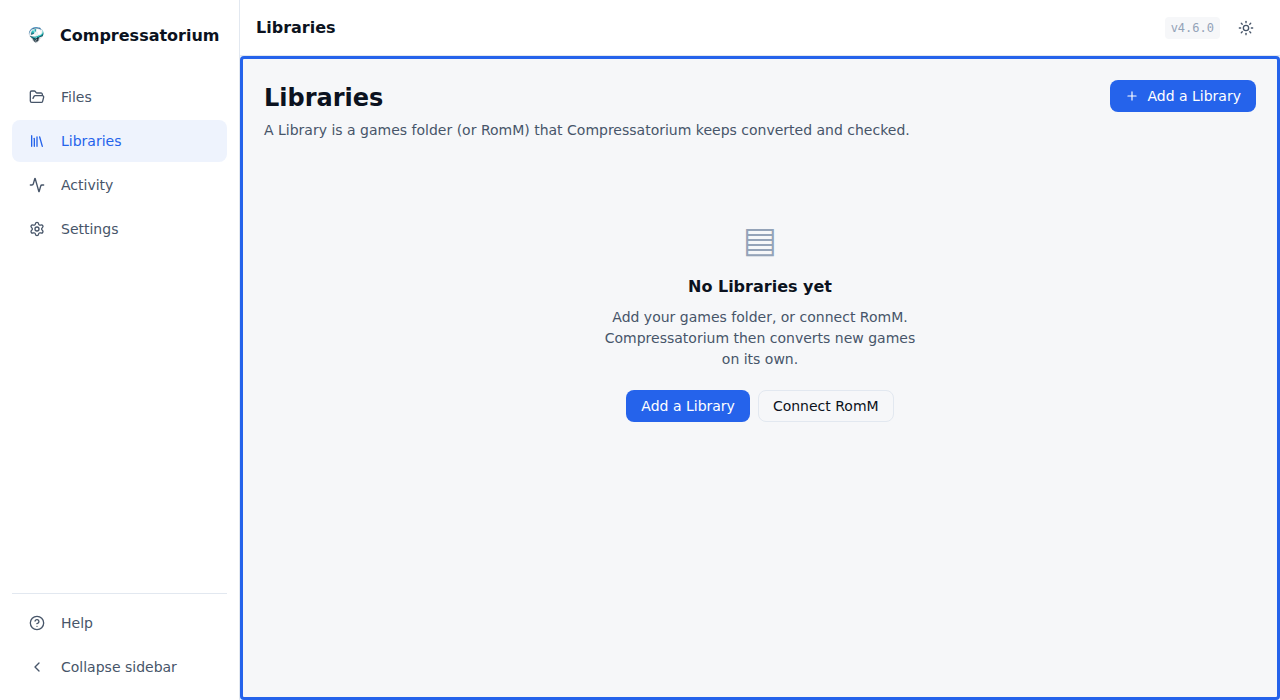 Compressatorium
Libraries
v4.6.0
Files
Libraries
Activity
Settings
Help
Collapse sidebar
Libraries
Add a Library
A Library is a games folder (or RomM) that Compressatorium keeps converted and checked.
No Libraries yet
Add your games folder, or connect RomM.
Compressatorium then converts new games
on its own.
Add a Library
Connect RomM